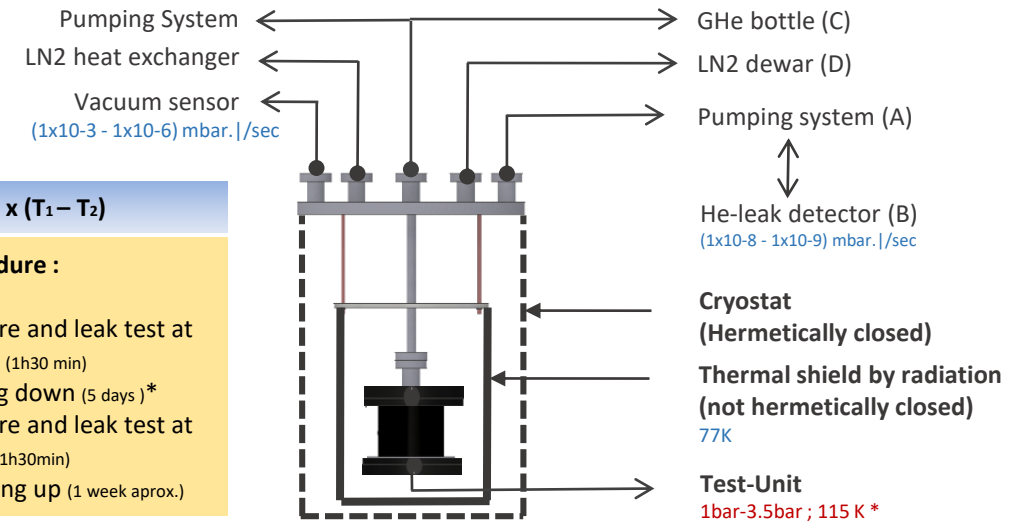 Pumping System
LN2 heat exchanger
Vacuum sensor
(1x10-3 - 1x10-6) mbar.|/sec
x (T₁ – T₂)
dure :
re and leak test at
(1h30 min)
g down (5 days )*
re and leak test at
1h30min)
ng up (1 week aprox.)
GHe bottle (C)
LN2 dewar (D)
Pumping system (A)
He-leak detector (B)
(1x10-8 - 1x10-9) mbar.|/sec
Cryostat
(Hermetically closed)
Thermal shield by radiation
(not hermetically closed)
77K
Test-Unit
1bar-3.5bar ; 115 K *